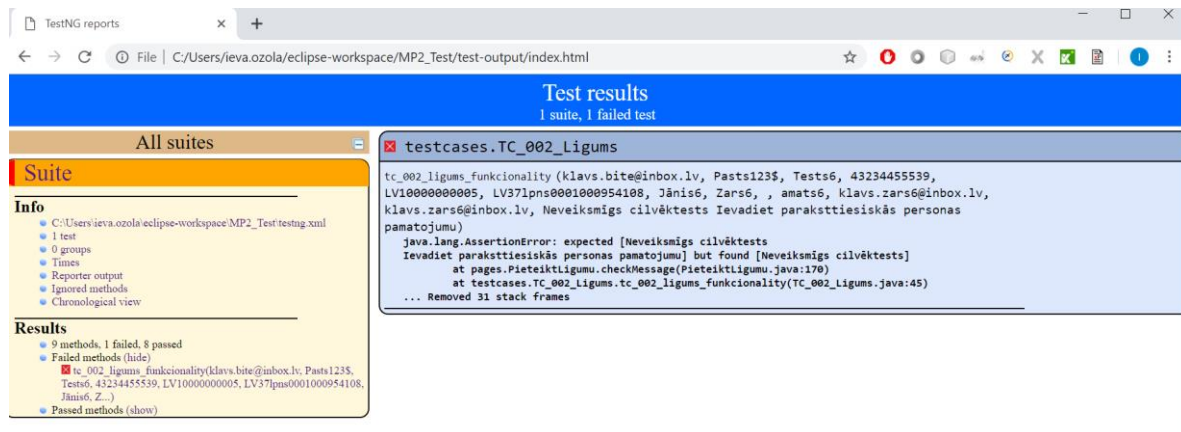 TestNG reports
File | C:/Users/ieva.ozola/eclipse-workspace/MP2_Test/test-output/index.html
Test results
1 suite, 1 failed test
All suites
Suite
Info
C:\Users\ieva.ozola\eclipse-workspace\MP2_Test\testng.xml
1 test
0 groups
Times
Reporter output
Ignored methods
Chronological view
Results
9 methods, 1 failed, 8 passed
Failed methods (hide)
tc_002_ligums_funkcionality(klavs.bite@inbox.lv, Pasts123$,
Tests6, 43234455539, LV10000000005, LV37lpns0001000954108,
Jānis6, Z...)
Passed methods (show)
testcases.TC_002_Ligums
tc_002_ligums_funkcionality (klavs.bite@inbox.lv, Pasts123$, Tests6, 43234455539,
LV10000000005, LV37lpns0001000954108, Jānis6, Zars6, , amats6, klavs.zars6@inbox.lv,
klavs.zars6@inbox.lv, Neveiksmīgs cilvēktests Ievadiet paraksttiesiskās personas
pamatojumu)
java.lang.AssertionError: expected [Neveiksmīgs cilvēktests
Ievadiet paraksttiesiskās personas pamatojumu] but found [Neveiksmīgs cilvēktests]
at pages.PieteiktLigumu.checkMessage(PieteiktLigumu.java:170)
at testcases.TC_002_Ligums.tc_002_ligums_funkcionality(TC_002_Ligums.java:45)
... Removed 31 stack frames